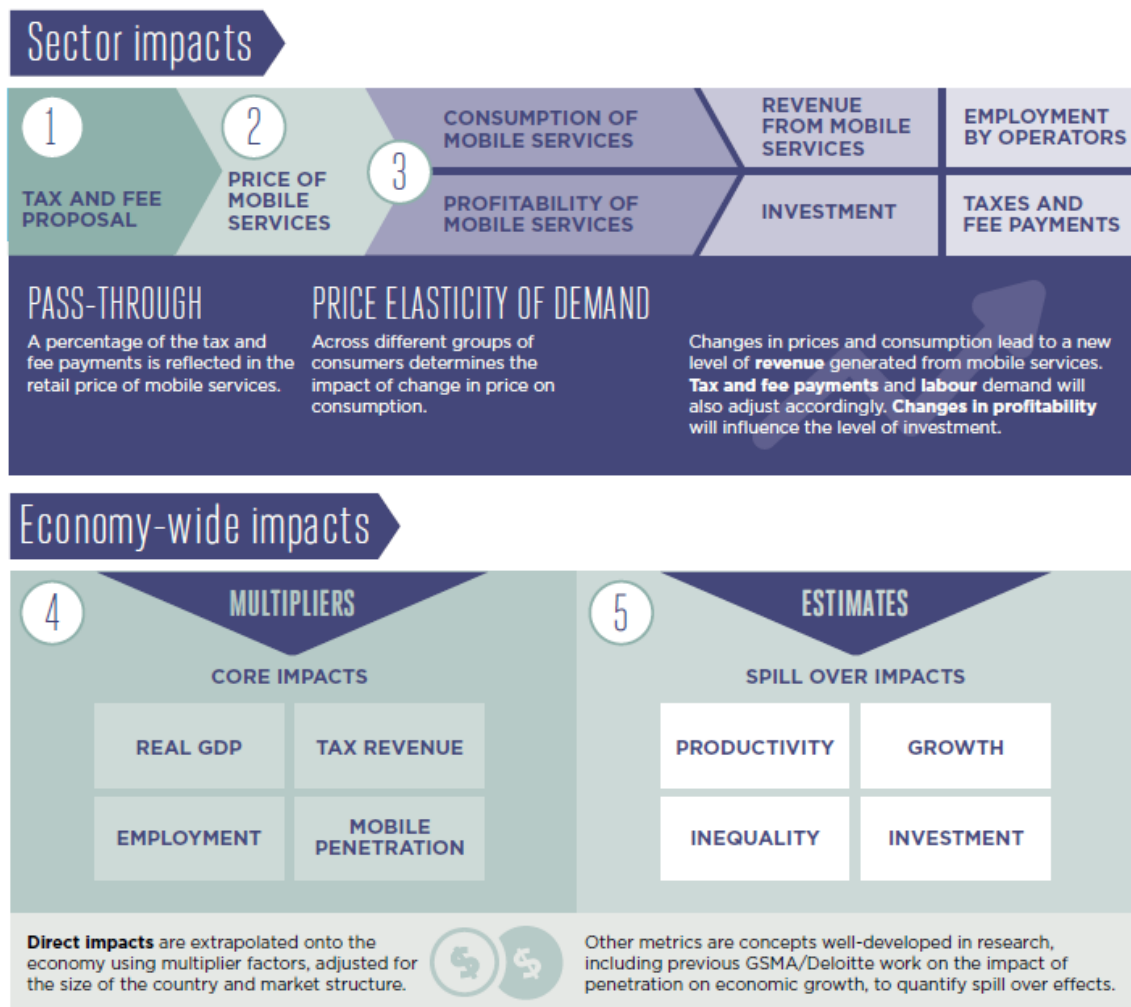 Sector impacts
1
TAX AND FEE
PROPOSAL
2
PRICE OF
MOBILE
SERVICES
3
CONSUMPTION OF
MOBILE SERVICES
PROFITABILITY OF
MOBILE SERVICES
REVENUE
FROM MOBILE
SERVICES
INVESTMENT
EMPLOYMENT
BY OPERATORS
TAXES AND
FEE PAYMENTS
PASS-THROUGH
A percentage of the tax and
fee payments is reflected in the
retail price of mobile services.
PRICE ELASTICITY OF DEMAND
Across different groups of
consumers determines the
impact of change in price on
consumption.
Changes in prices and consumption lead to a new
level of revenue generated from mobile services.
Tax and fee payments and labour demand will
also adjust accordingly. Changes in profitability
will influence the level of investment.
Economy-wide impacts
4
MULTIPLIERS
CORE IMPACTS
REAL GDP
TAX REVENUE
EMPLOYMENT
MOBILE
PENETRATION
Direct impacts are extrapolated onto the
economy using multiplier factors, adjusted for
the size of the country and market structure.
$ $
5
ESTIMATES
SPILL OVER IMPACTS
PRODUCTIVITY
GROWTH
INEQUALITY
INVESTMENT
Other metrics are concepts well-developed in research,
including previous GSMA/Deloitte work on the impact of
penetration on economic growth, to quantify spill over effects.